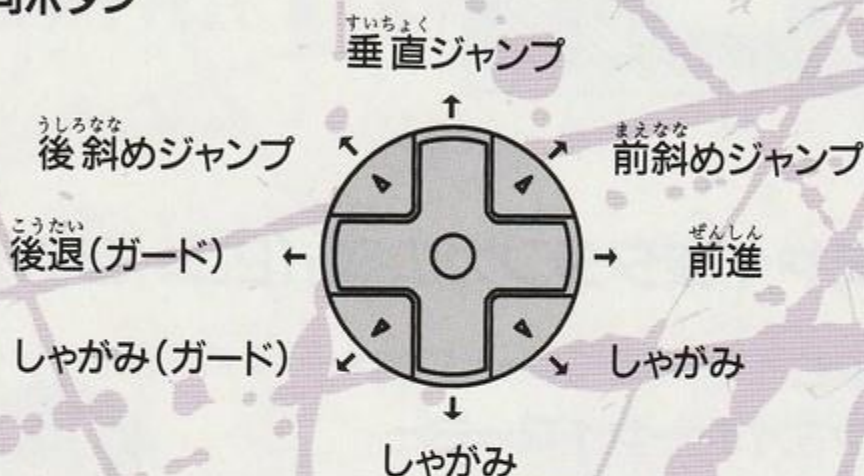 ボタン
すいちょく
垂直ジャンプ
うしろなな
後斜めジャンプ
まえなな
前斜めジャンプ
こうたい
後退(ガード)
ぜんしん
前進
しゃがみ(ガード)
しゃがみ
しゃがみ